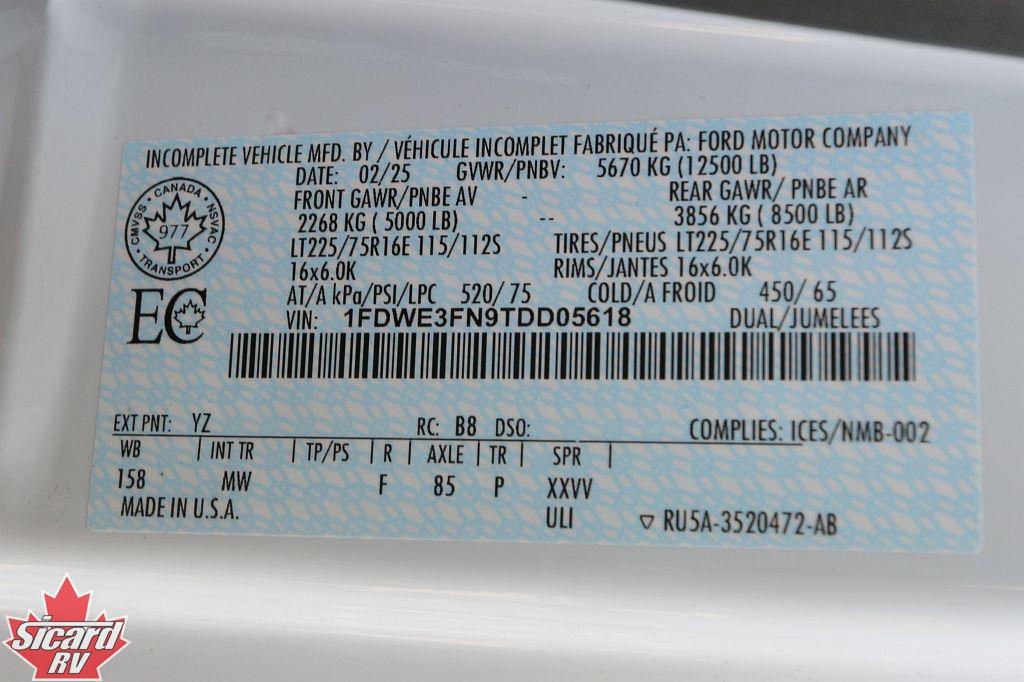 INCOMPLETE VEHICLE MFD. BY / VÉHICULE INCOMPLET FABRIQUÉ PA: FORD MOTOR COMPANY
DATE: 02/25 GVWR/PNBV: 5670 KG (12500 LB)
FRONT GAWR/PNBE AV - REAR GAWR/ PNBE AR
2268 KG ( 5000 LB) -- 3856 KG ( 8500 LB)
LT225/75R16E 115/112S TIRES/PNEUS LT225/75R16E 115/112S
16x6.0K RIMS/JANTES 16x6.0K
AT/A kPa/PSI/LPC 520/ 75 COLD/A FROID 450/ 65
VIN: 1FDWE3FN9TDD05618 DUAL/JUMELEES
CANADA
CMVSS • NSVAC
977
TRANSPORT
EC
EXT PNT: YZ RC: B8 DSO: COMPLIES: ICES/NMB-002
WB | INT TR | TP/PS | R | AXLE | TR | SPR |
158 MW F 85 P XXVV
MADE IN U.S.A. ULI ▽ RU5A-3520472-AB
Sicard
RV